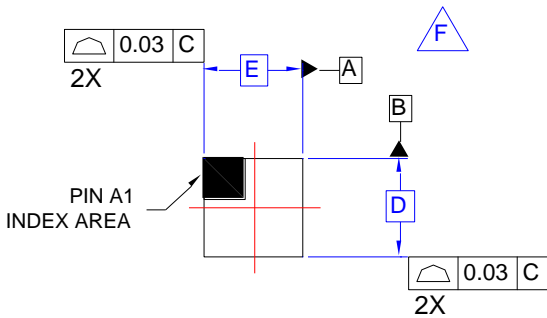 0.03 C
2X
E
A
F
B
PIN A1
INDEX AREA
D
0.03 C
2X